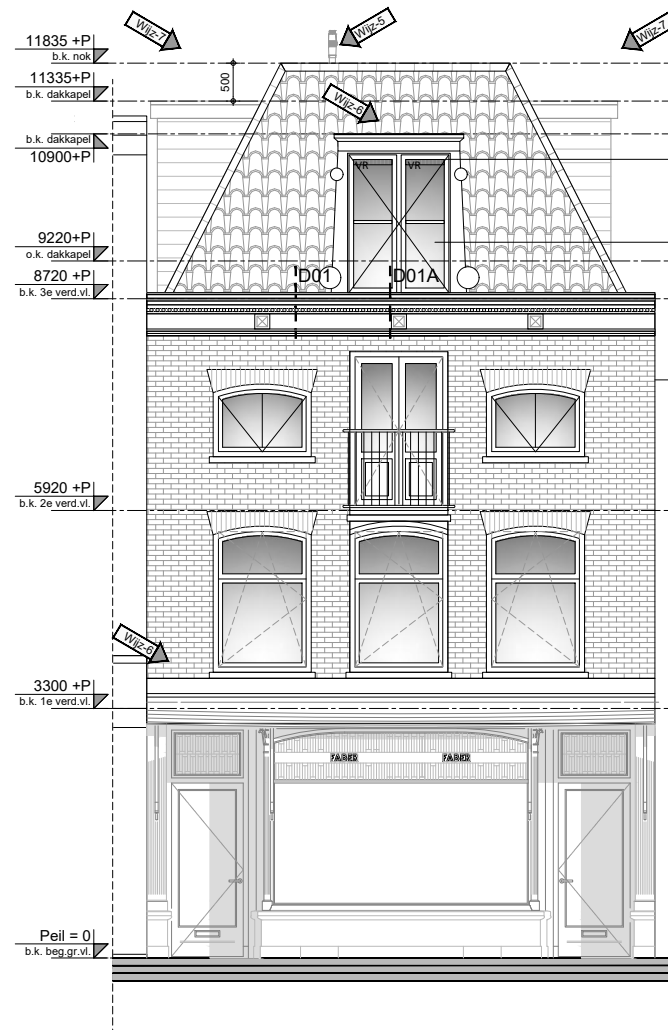 Wijz-7
Wijz-5
Wijz-7
11835 +P
b.k. nok
11335+P
b.k. dakkapel
500
Wijz-6
b.k. dakkapel
10900+P
VR
VR
9220+P
o.k. dakkapel
8720 +P
b.k. 3e verd.vl.
D01
D01A
5920 +P
b.k. 2e verd.vl.
Wijz-6
3300 +P
b.k. 1e verd.vl.
FABER
FABER
Peil = 0
b.k. beg.gr.vl.